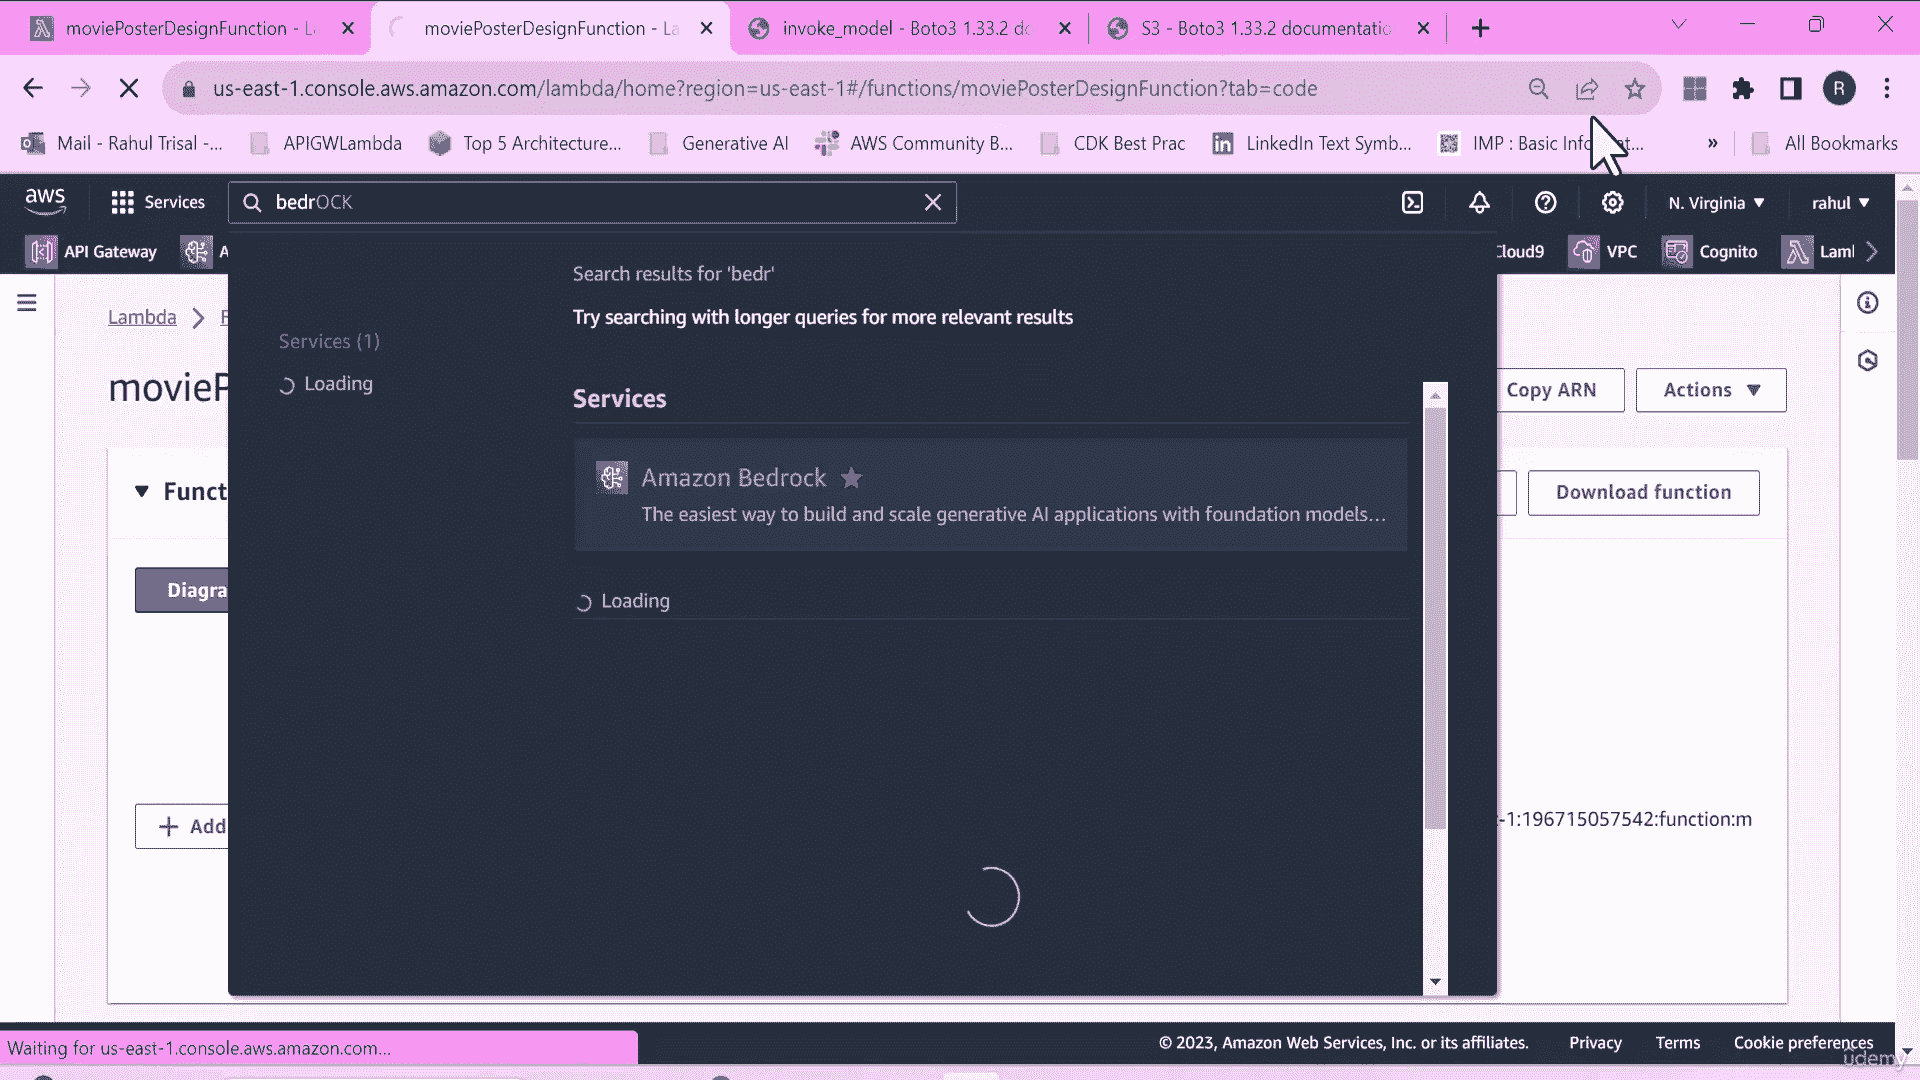 moviePosterDesignFunction - L
moviePosterDesignFunction - La
invoke_model - Boto3 1.33.2 do
S3 - Boto3 1.33.2 documentatio
us-east-1.console.aws.amazon.com/lambda/home?region=us-east-1#/functions/moviePosterDesignFunction?tab=code
R
Mail - Rahul Trisal -...
APIGWLambda
Top 5 Architecture...
Generative AI
AWS Community B...
CDK Best Prac
LinkedIn Text Symb...
IMP : Basic Infor at...
»
All Bookmarks
aws
Services
bedrOCK
N. Virginia
rahul
API Gateway
A
Cloud9
VPC
Cognito
Lam
Lambda
F
Search results for 'bedr'
Try searching with longer queries for more relevant results
Services (1)
Loading
Services
Amazon Bedrock
The easiest way to build and scale generative AI applications with foundation models...
Loading
movieP
Copy ARN
Actions
Funct
Download function
Diagra
Add
-1:196715057542:function:m
Waiting for us-east-1.console.aws.amazon.com...
© 2023, Amazon Web Services, Inc. or its affiliates.
Privacy
Terms
Cookie preferences
udemy